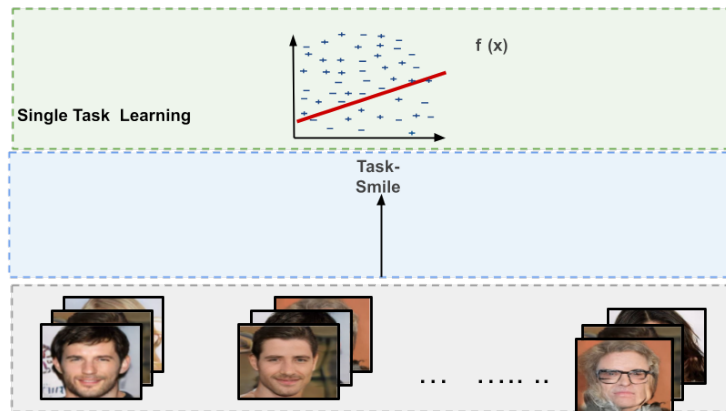 f (x)
Single Task Learning
Task-
Smile
... ..... ..